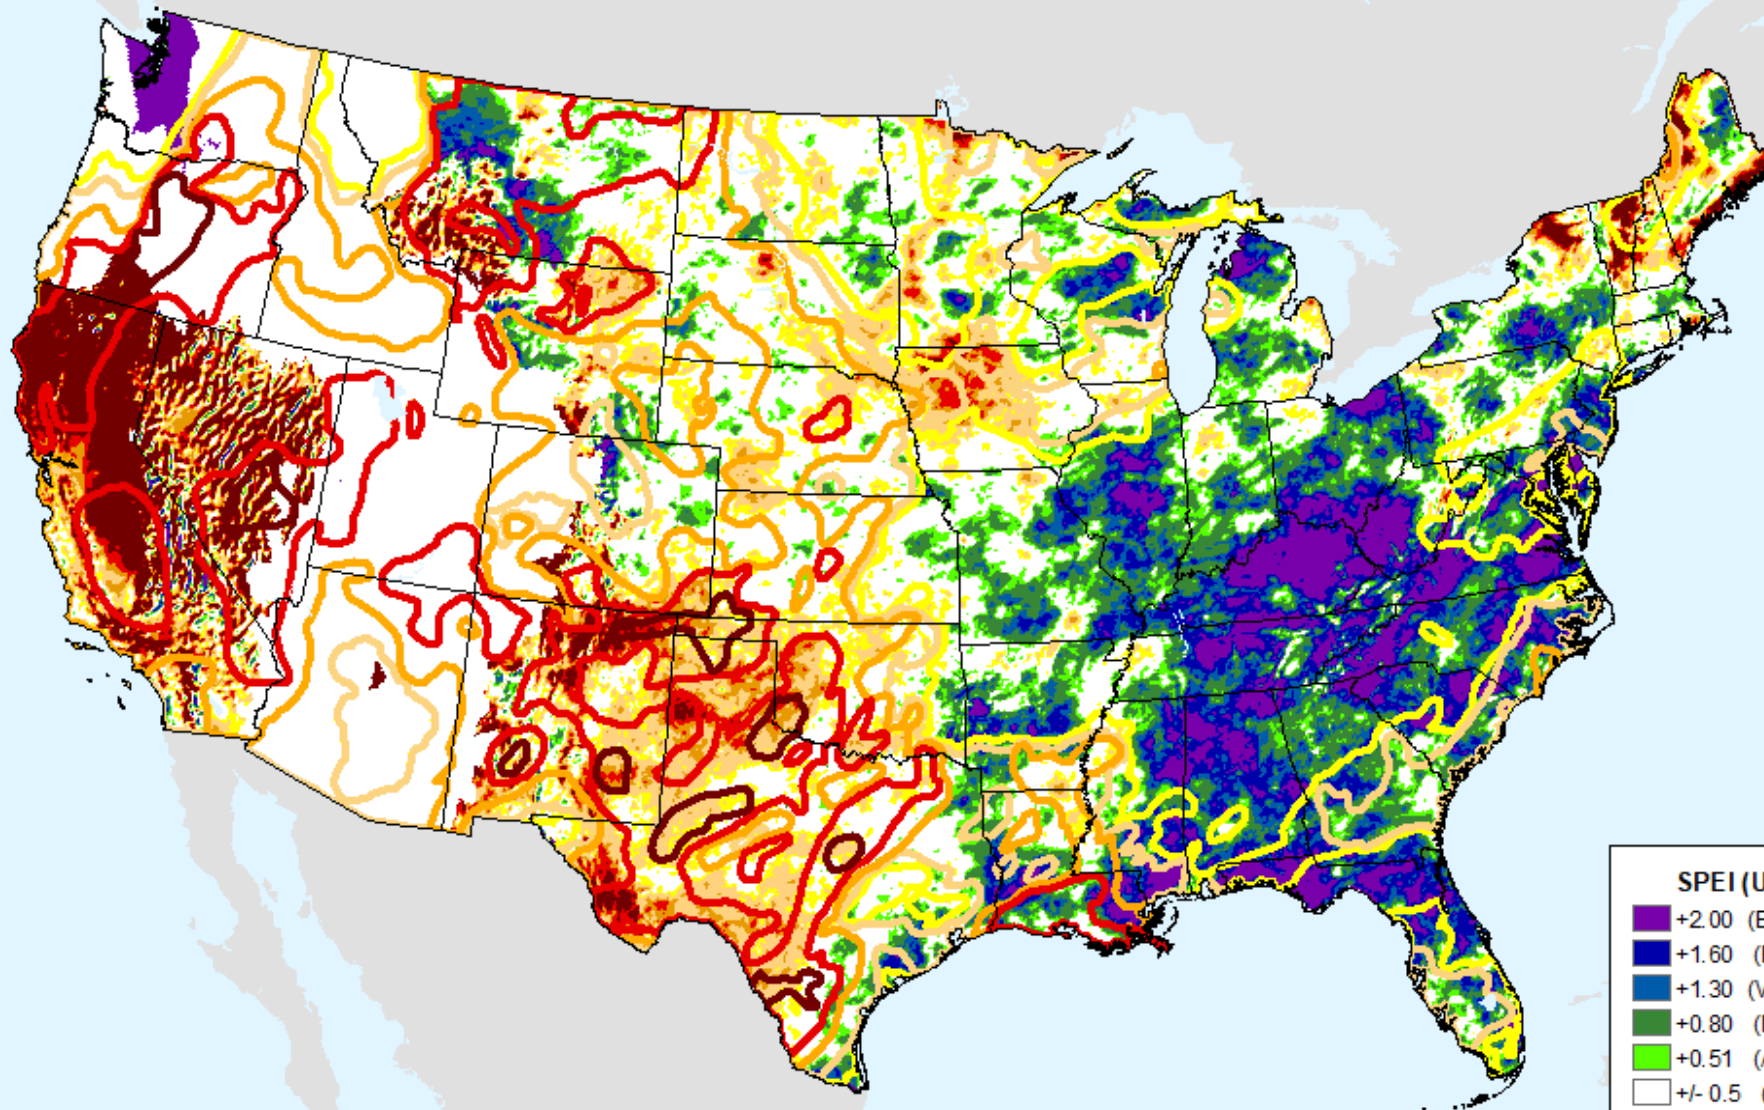 SPEI (U
+2.00 (E
+1.60 (
+1.30 (V
+0.80 (
+0.51 (
+/- 0.5 (